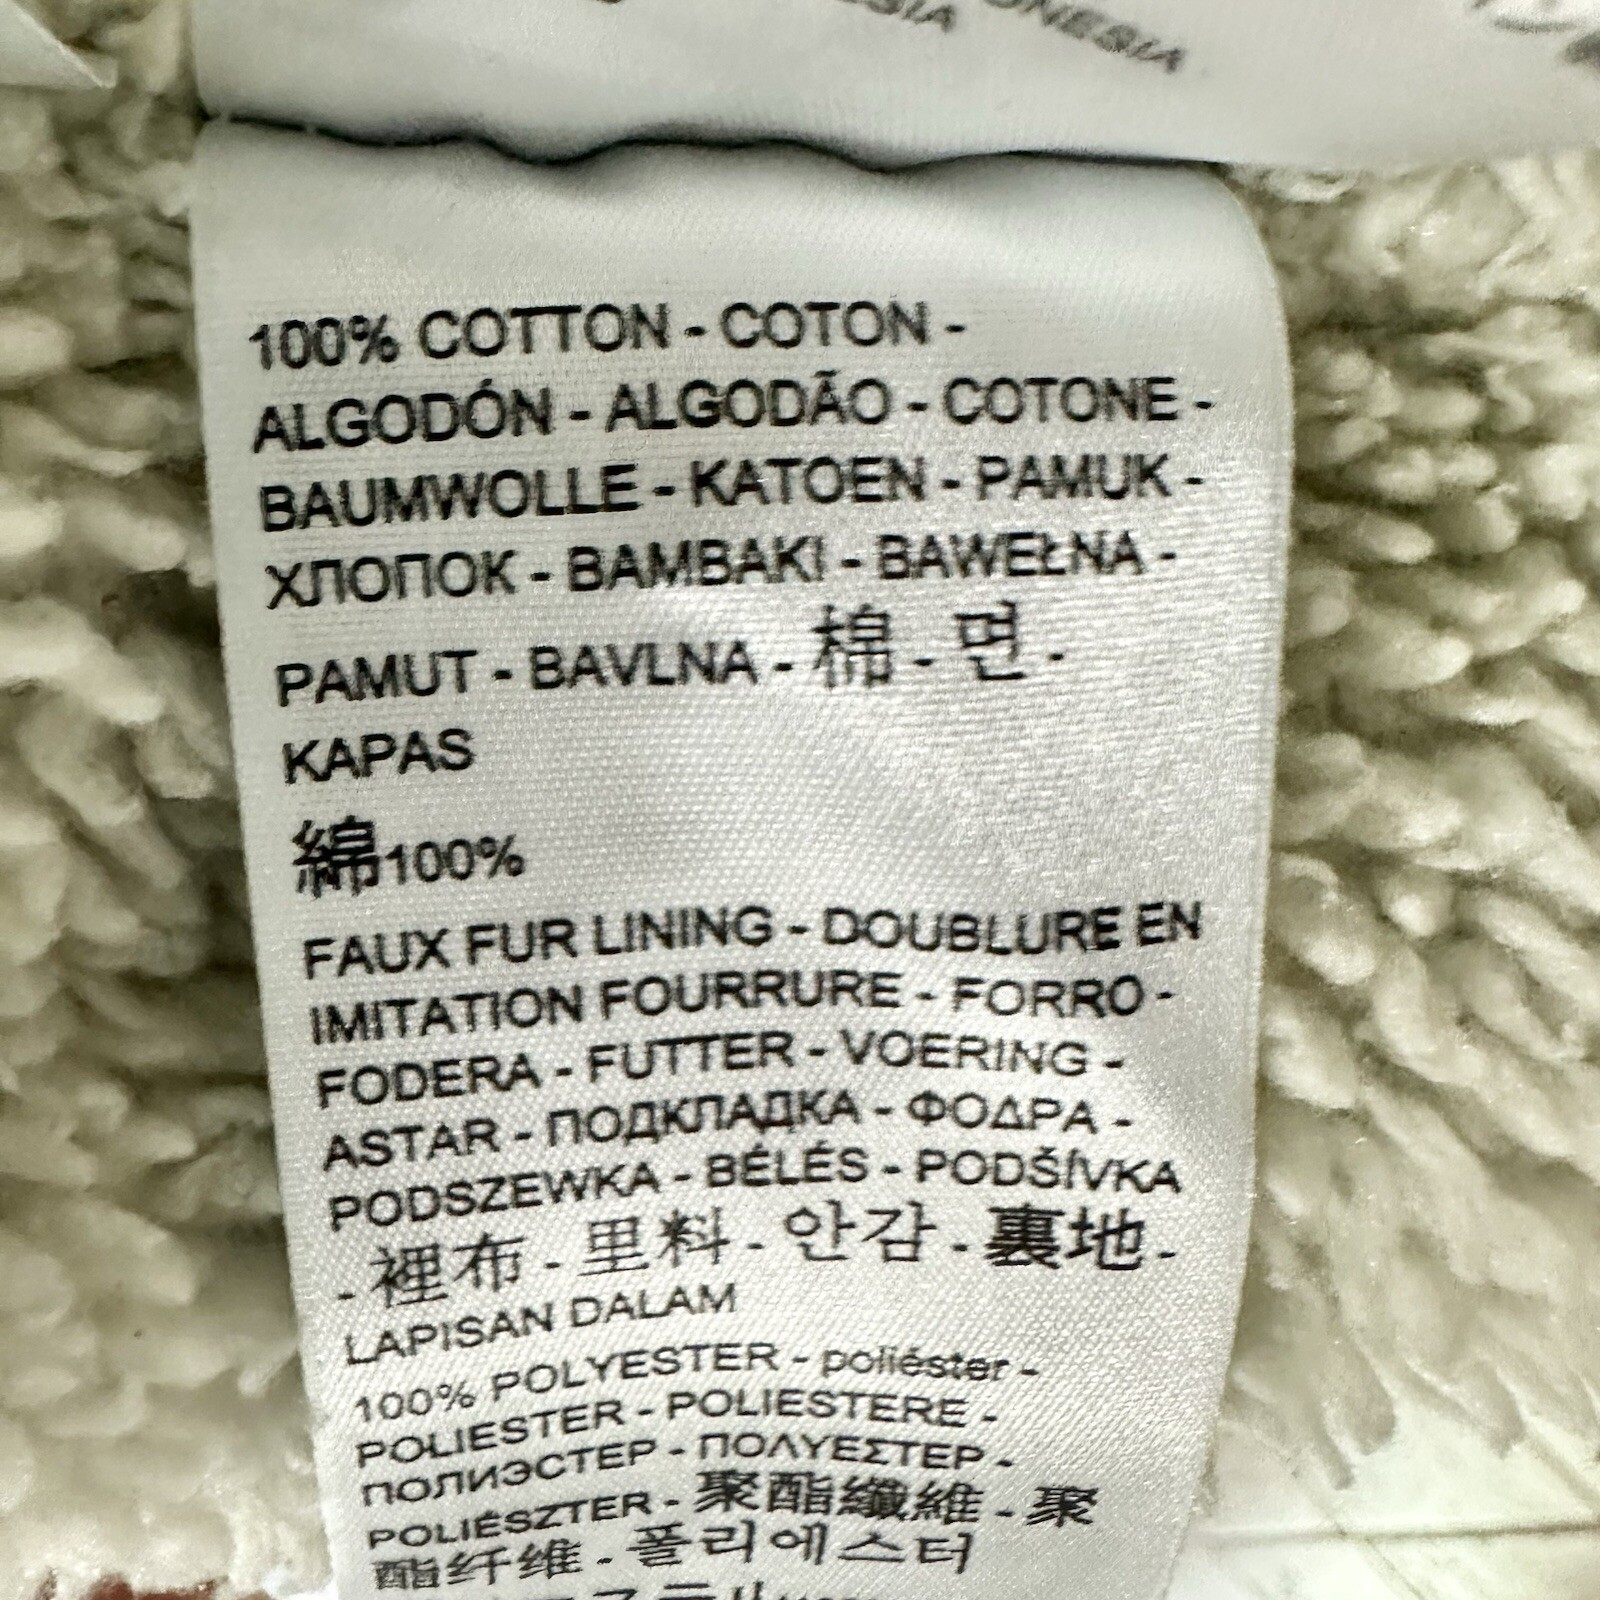 100% COTTON - COTON -
ALGODÓN - ALGODÃO - COTONE -
BAUMWOLLE - KATOEN - PAMUK -
ХЛОПОК - BAMBAKI - BAWEŁNA -
PAMUT - BAVLNA - 棉 - 면 -
KAPAS
綿100%
FAUX FUR LINING - DOUBLURE EN
IMITATION FOURRURE - FORRO -
FODERA - FUTTER - VOERING -
ASTAR - ПОДКЛАДКА - ΦΟΔΡΑ -
PODSZEWKA - BÉLÉS - PODŠÍVKA
- 裡布 - 里料 - 안감 - 裏地 -
LAPISAN DALAM
100% POLYESTER - poliéster -
POLIESTER - POLIESTERE -
ПОЛИЭСТЕР - ΠΟΛΥΕΣΤΕΡ -
POLIÉSZTER - 聚酯纖維 - 聚
酯纤维 - 폴리에스터